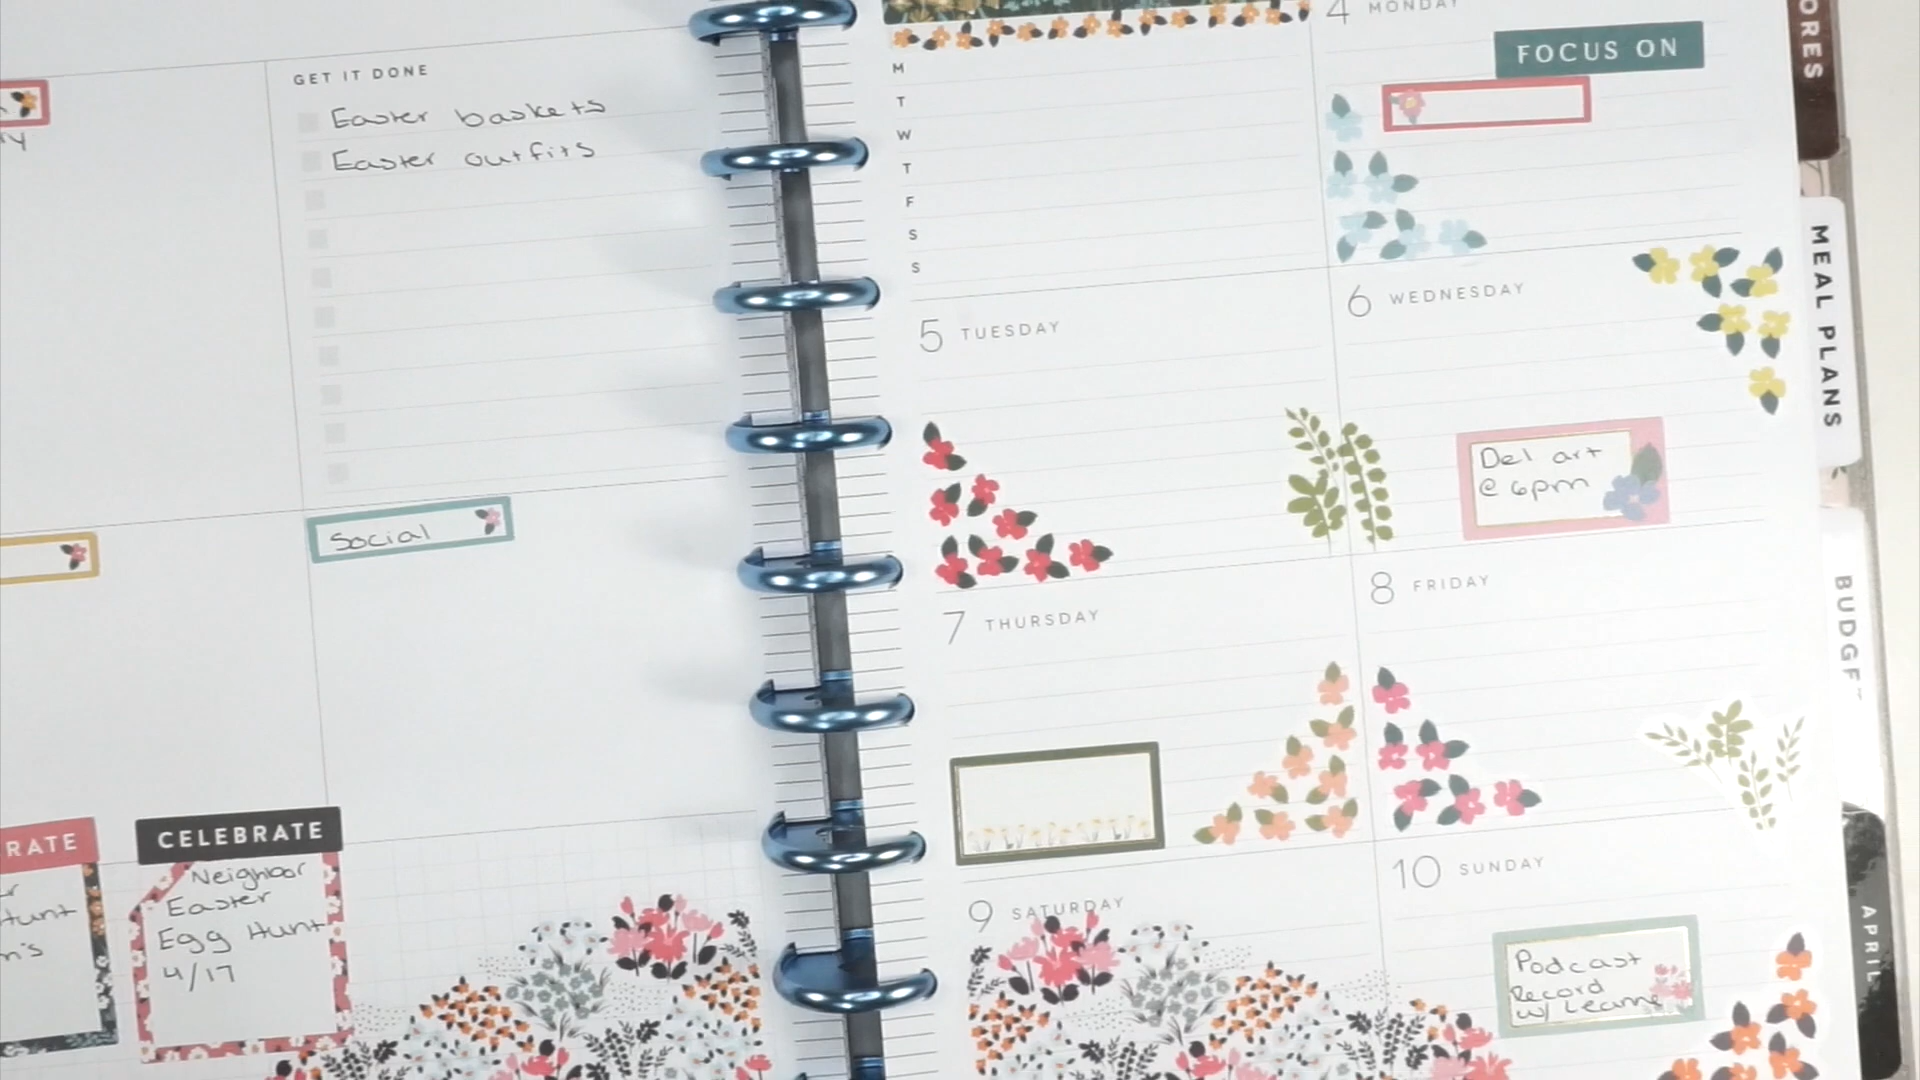 GET IT DONE
Easter baskets
Easter outfits
Social
RATE
Hunt
CELEBRATE
Neighbor
Easter
Egg Hunt
4/17
M
T
W
T
F
S
S
4 MONDAY
FOCUS ON
5 TUESDAY
6 WEDNESDAY
Del art
@ 6pm
7 THURSDAY
8 FRIDAY
9 SATURDAY
10 SUNDAY
Podcast
Record
w/ Leanne
ORES
MEAL PLANS
BUDGET
APRIL